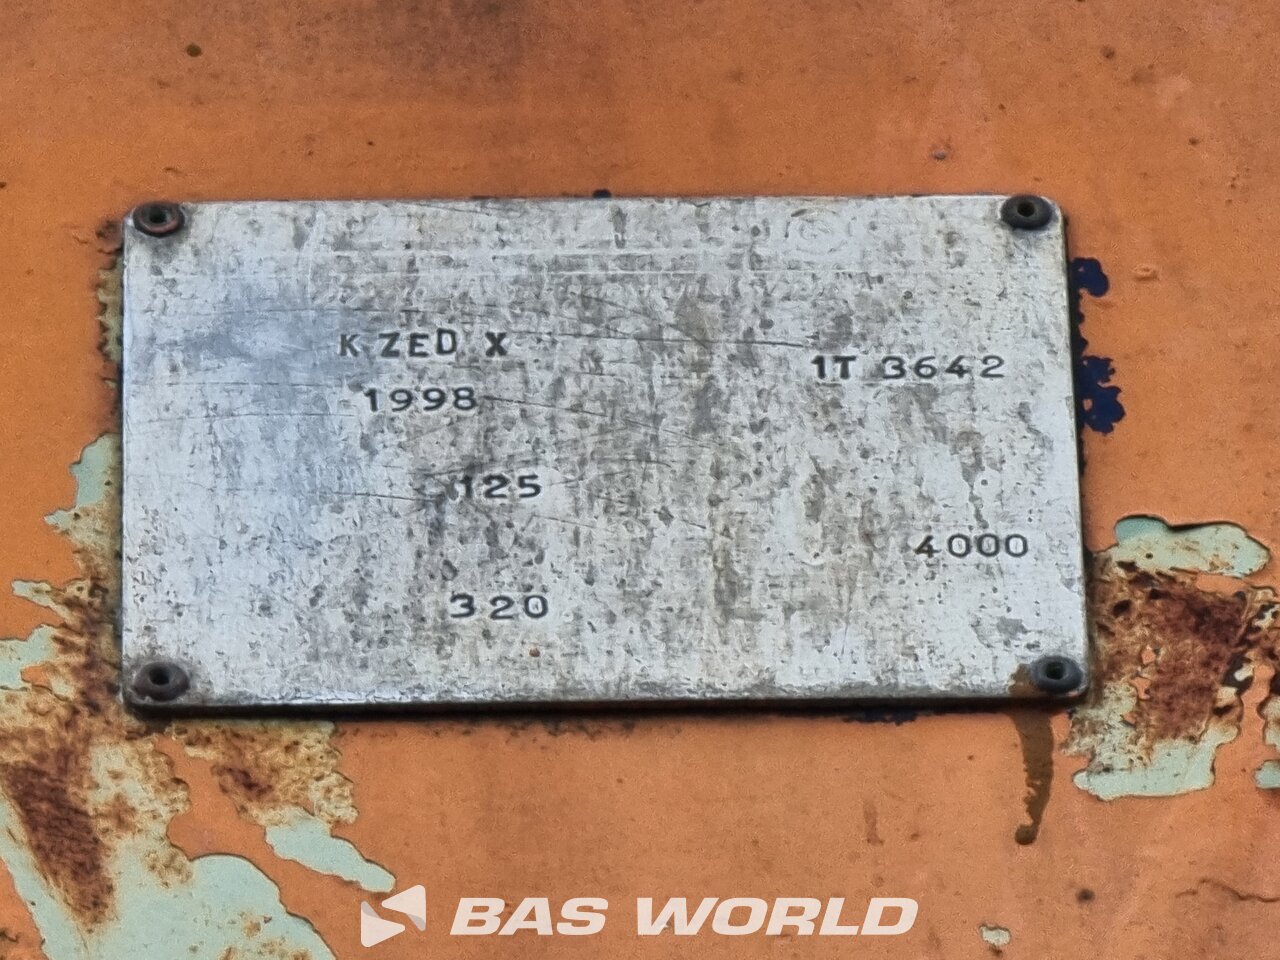 K ZED X
1T 3642
1998
125
4000
320
BAS WORLD